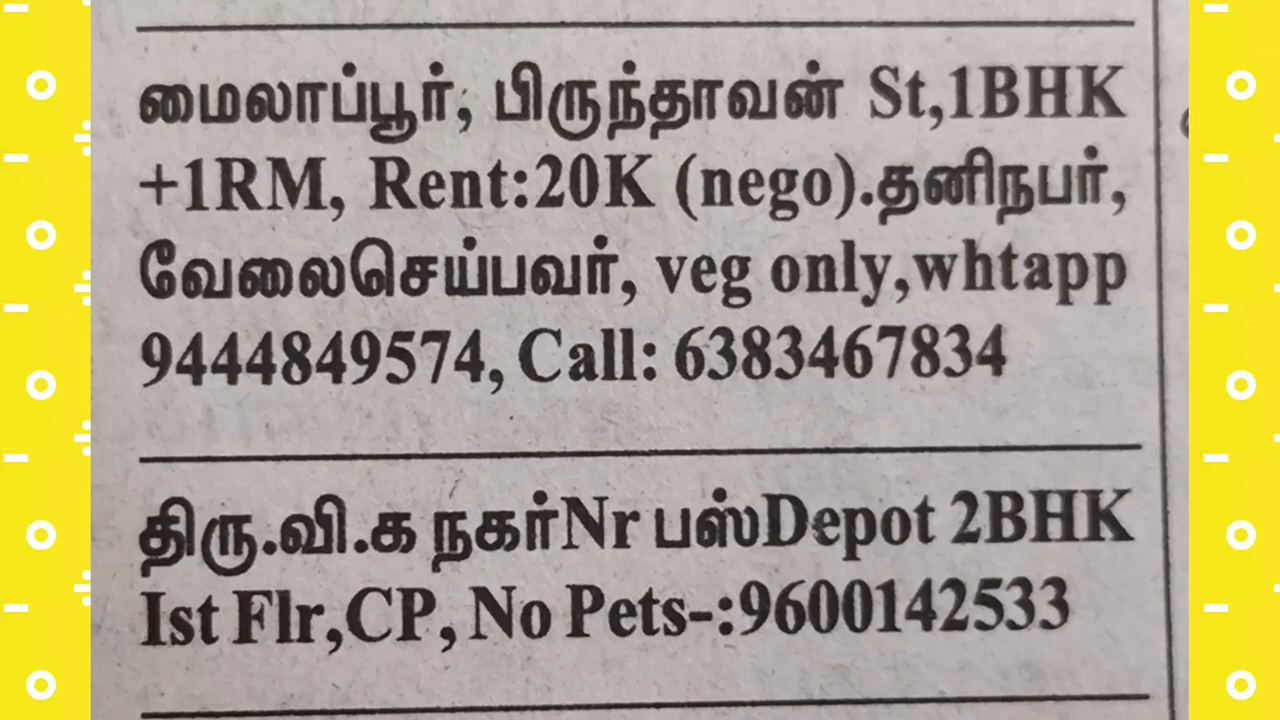 மைலாப்பூர், பிருந்தாவன் St,1BHK
+1RM, Rent:20K (nego).தனிநபர்,
வேலைசெய்பவர், veg only,whtapp
9444849574, Call: 6383467834
திரு.வி.க நகர்Nr பஸ்Depot 2BHK
Ist Flr,CP, No Pets-:9600142533